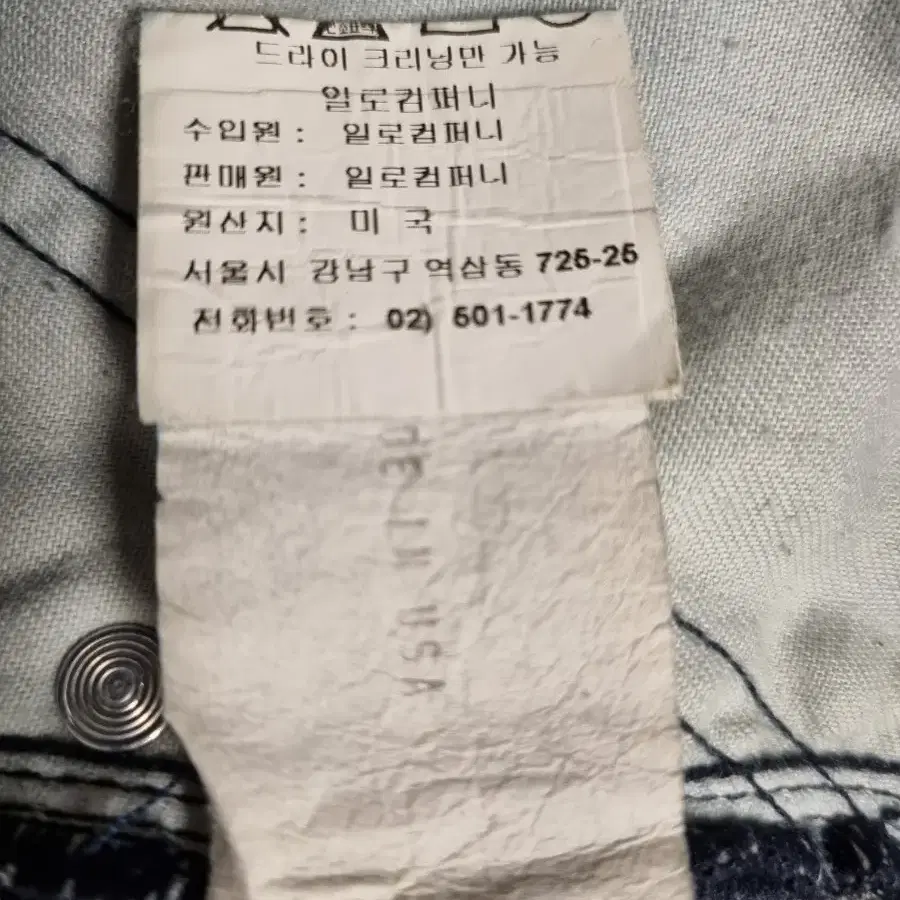 드라이 크리닝만 가능
일로컴퍼니
수입원 : 일로컴퍼니
판매원 : 일로컴퍼니
원산지 : 미 국
서울시 강남구 역삼동 725-25
전화번호 : 02) 501-1774
USA